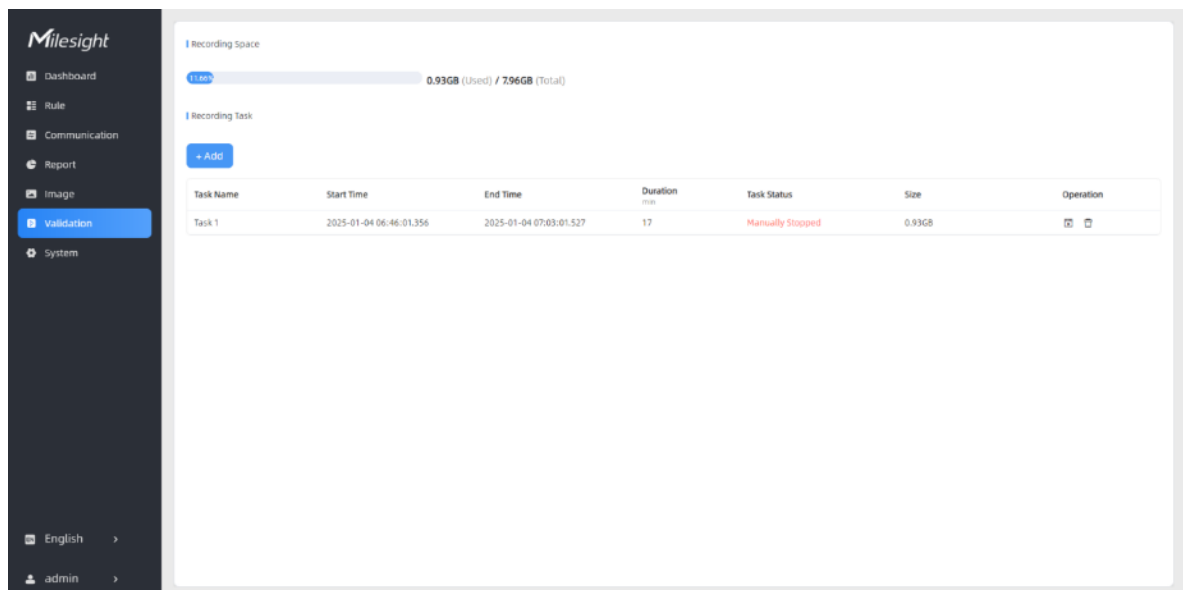 Milesight
Dashboard
Rule
Communication
Report
Image
Validation
System
English
admin
Recording Space
11.66%
0.93GB (Used) / 7.96GB (Total)
Recording Task
+ Add
Task Name Start Time End Time Duration Task Status Size Operation
min
Task 1 2025-01-04 06:46:01.356 2025-01-04 07:03:01.527 17 Manually Stopped 0.93GB